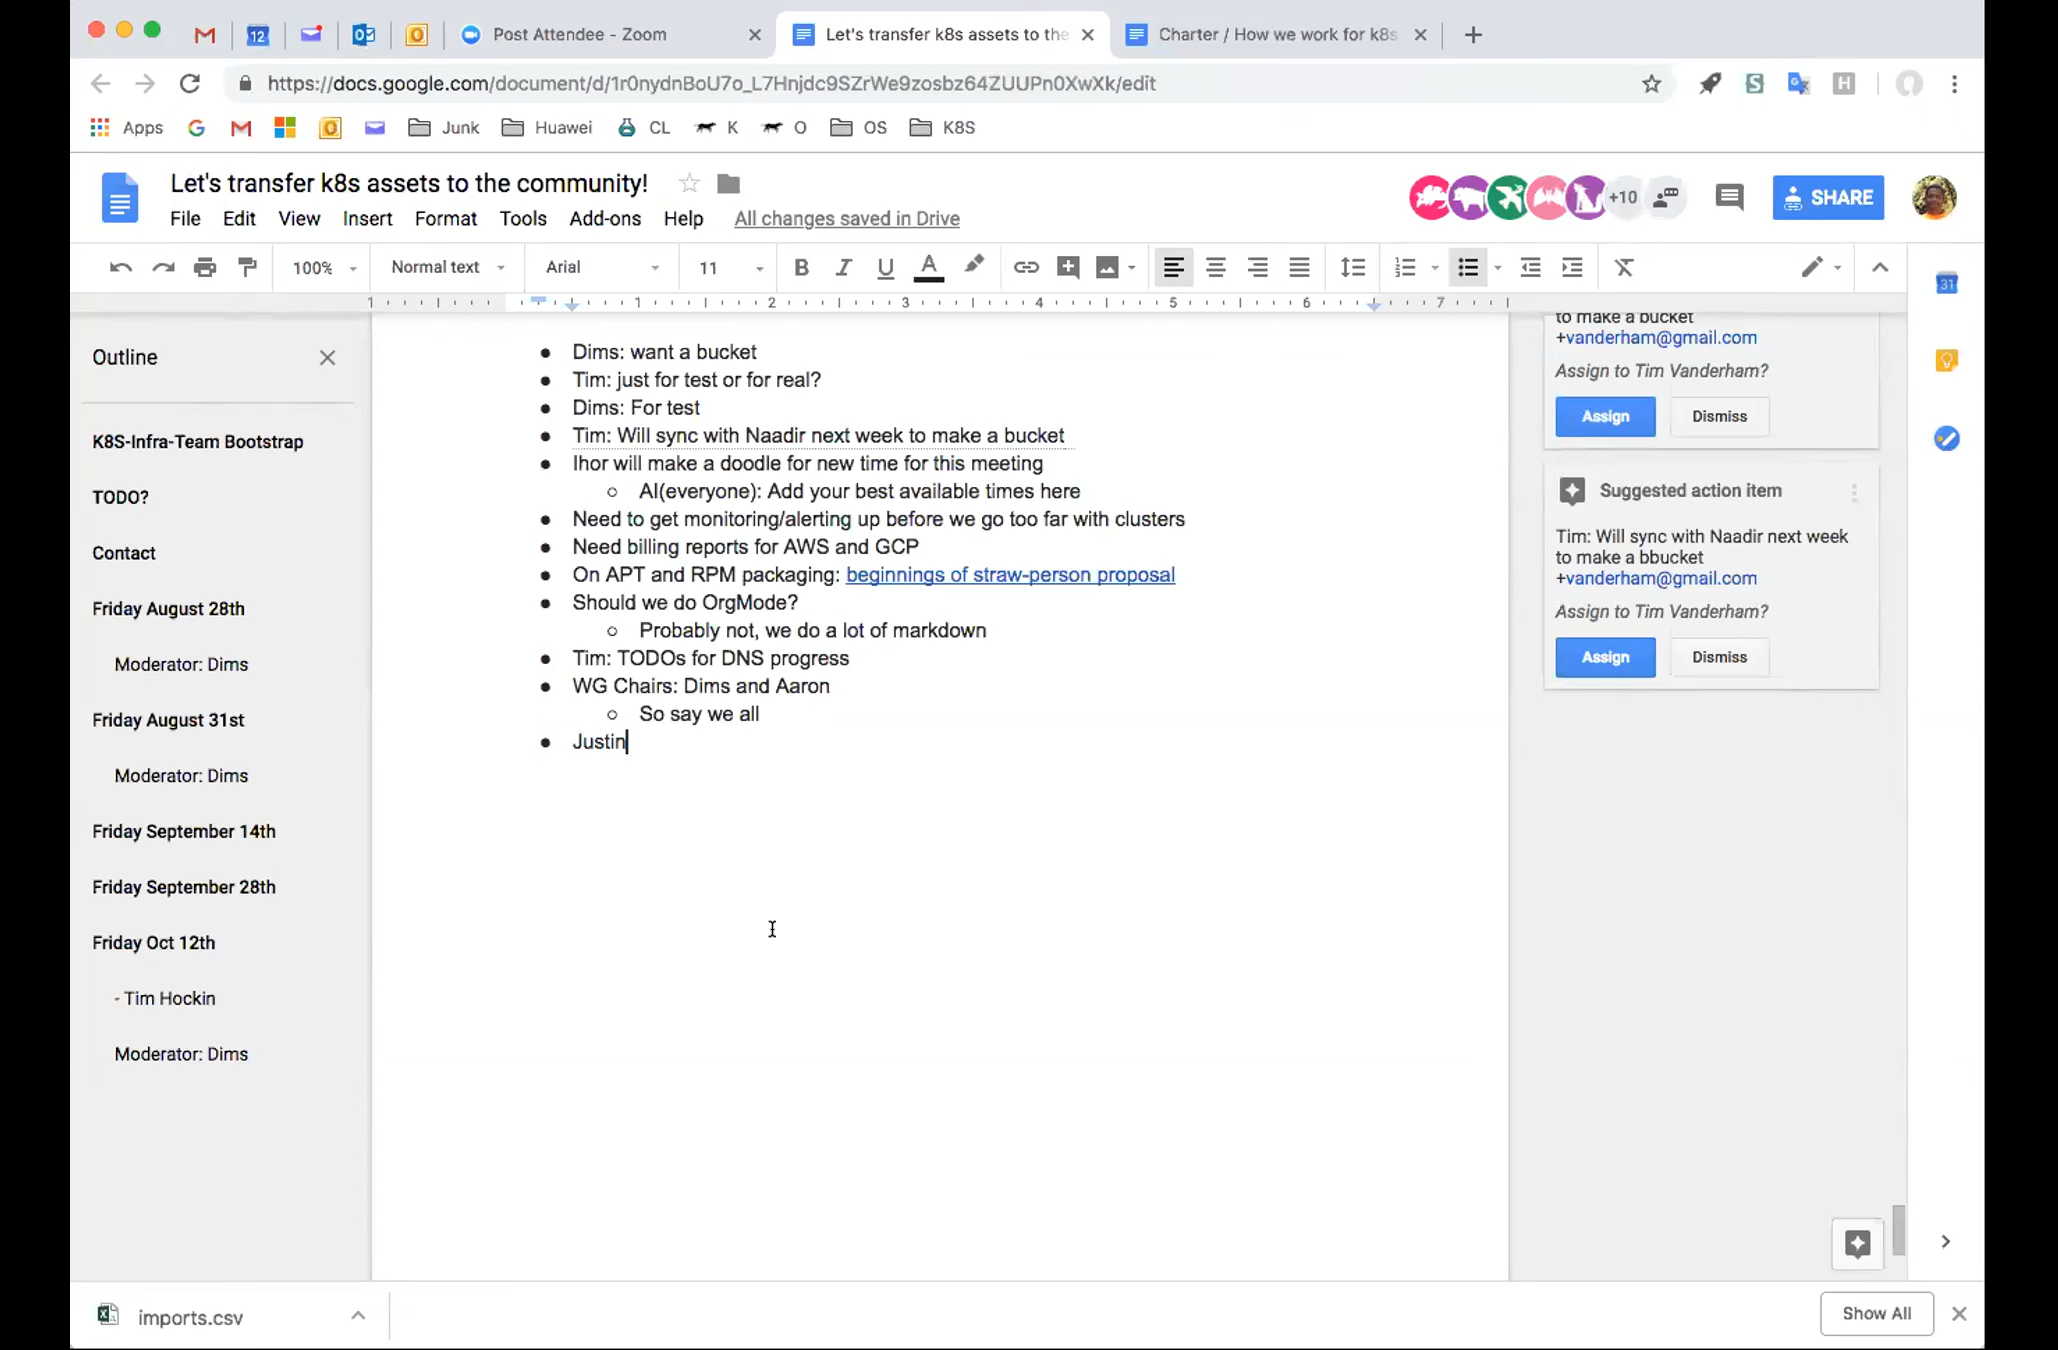 12
Post Attendee - Zoom
Let's transfer k8s assets to the
Charter / How we work for k8s
https://docs.google.com/document/d/1r0nydnBoU7o_L7Hnjdc9SZrWe9zosbz64ZUUPn0XwXk/edit
Apps
Junk
Huawei
CL
K
O
OS
K8S
Let's transfer k8s assets to the community!
+10
SHARE
File Edit View Insert Format Tools Add-ons Help All changes saved in Drive
100% Normal text Arial 11
1 1 2 3 4 5 6 7
31
Outline
K8S-Infra-Team Bootstrap
TODO?
Contact
Friday August 28th
Moderator: Dims
Friday August 31st
Moderator: Dims
Friday September 14th
Friday September 28th
Friday Oct 12th
- Tim Hockin
Moderator: Dims
● Dims: want a bucket
● Tim: just for test or for real?
● Dims: For test
● Tim: Will sync with Naadir next week to make a bucket
● Ihor will make a doodle for new time for this meeting
○ AI(everyone): Add your best available times here
● Need to get monitoring/alerting up before we go too far with clusters
● Need billing reports for AWS and GCP
● On APT and RPM packaging: beginnings of straw-person proposal
● Should we do OrgMode?
○ Probably not, we do a lot of markdown
● Tim: TODOs for DNS progress
● WG Chairs: Dims and Aaron
○ So say we all
● Justin
to make a bucket
+vanderham@gmail.com
Assign to Tim Vanderham?
Assign Dismiss
Suggested action item
Tim: Will sync with Naadir next week
to make a bbucket
+vanderham@gmail.com
Assign to Tim Vanderham?
Assign Dismiss
imports.csv
Show All